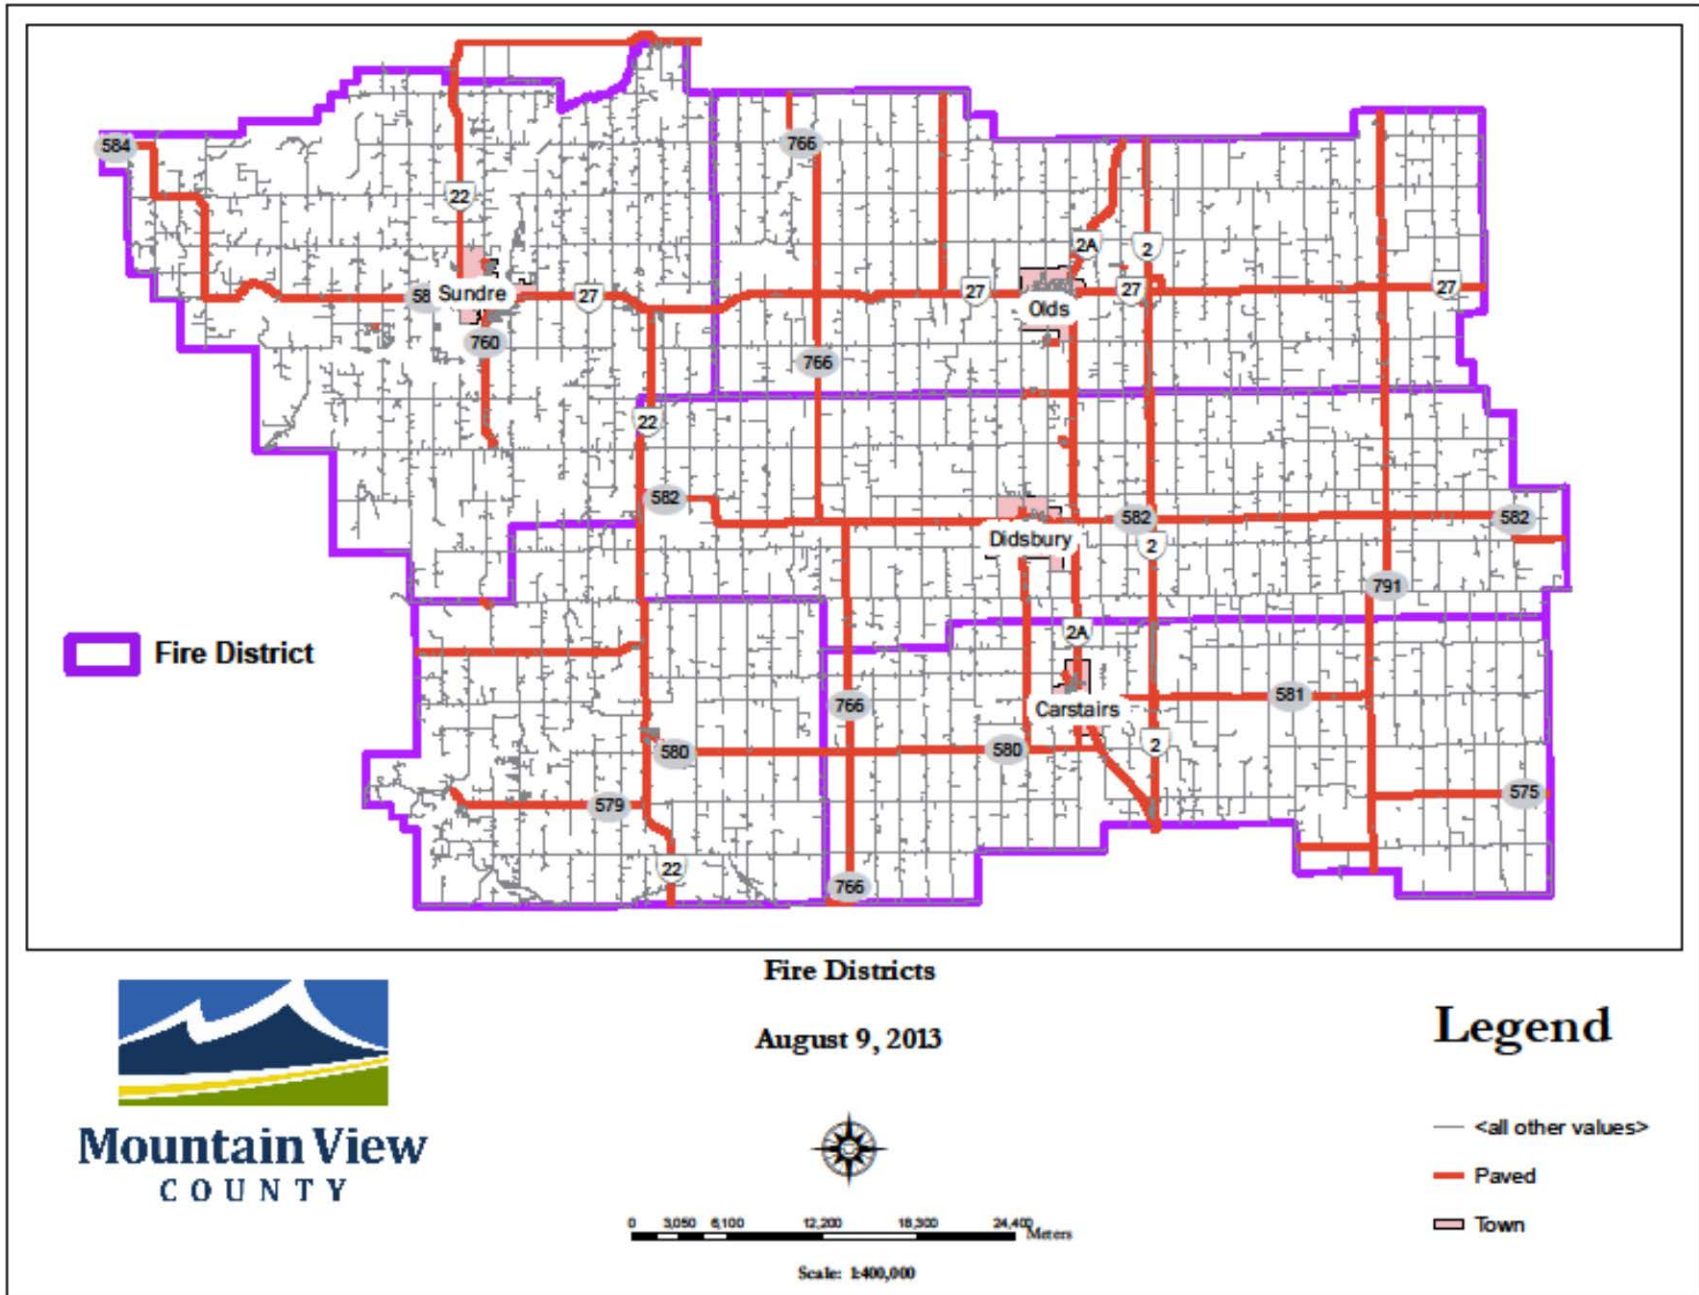 584
766
22
2A
2
58
Sundre
27
27
27
27
Olds
760
766
22
582
582
582
Didsbury
2
791
2A
Fire District
766
581
Carstairs
580
580
2
579
575
22
766
Fire Districts
August 9, 2013
Mountain View
COUNTY
Legend
<all other values>
Paved
Town
0 3,050 6,100 12,200 18,300 24,400
Meters
Scale: 1:400,000